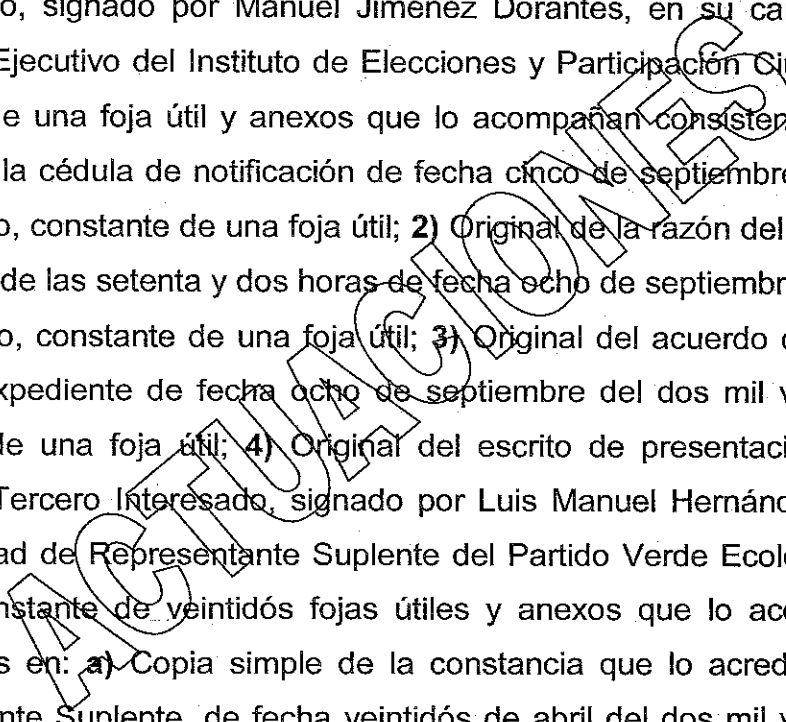 o, signado por Manuel Jiménez Dorantes, en su ca
Ejecutivo del Instituto de Elecciones y Participación Ciu
e una foja útil y anexos que lo acompañan consisten
la cédula de notificación de fecha cinco de septiembre
o, constante de una foja útil; 2) Original de la razón del
de las setenta y dos horas de fecha ocho de septiembr
o, constante de una foja útil; 3) Original del acuerdo d
xpediente de fecha ocho de septiembre del dos mil v
de una foja útil; 4) Original del escrito de presentaci
Tercero Interesado, signado por Luis Manuel Hernánd
ad de Representante Suplente del Partido Verde Ecolo
nstante de veintidós fojas útiles y anexos que lo aco
s en: a) Copia simple de la constancia que lo acred
nte Suplente, de fecha veintidós de abril del dos mil v
ACTUACIONES